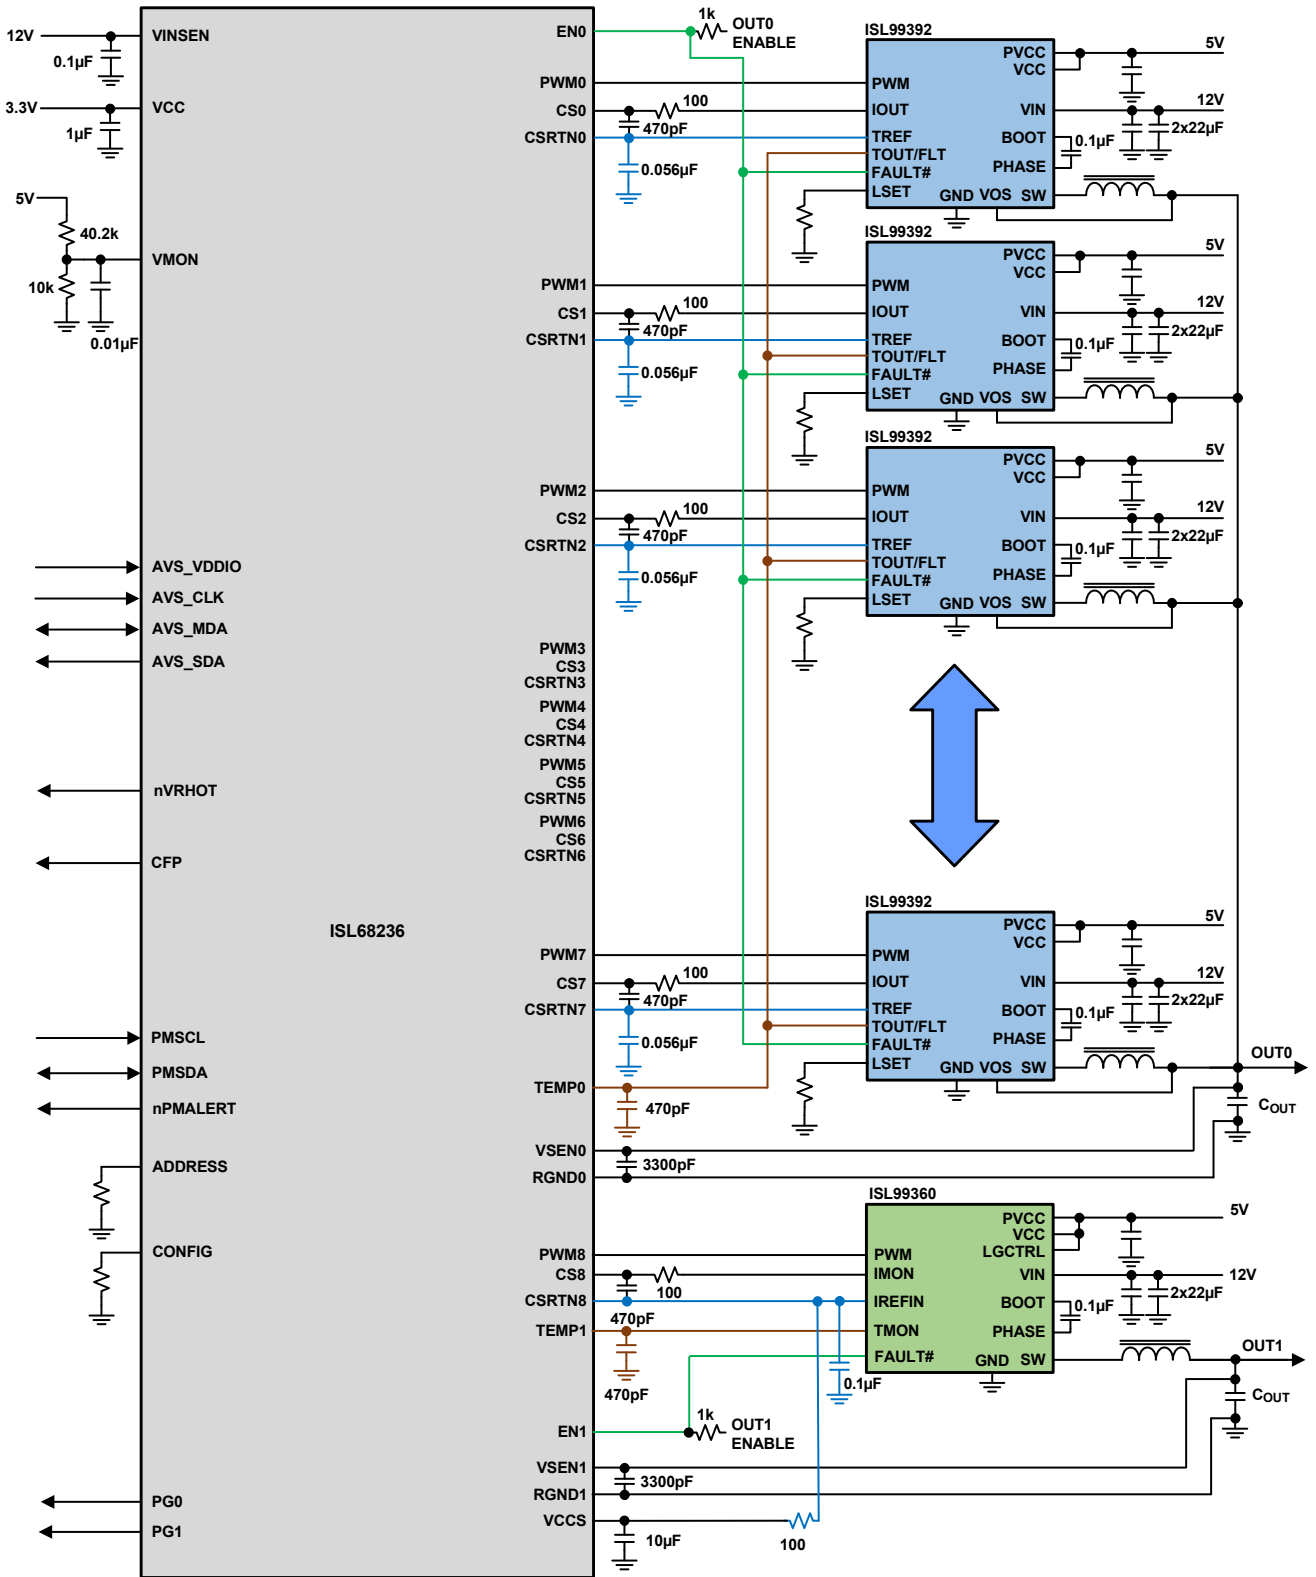 12V
VINSEN
0.1µF
3.3V
VCC
1µF
5V
40.2k
VMON
10k
0.01µF
AVS_VDDIO
AVS_CLK
AVS_MDA
AVS_SDA
nVRHOT
CFP
ISL68236
PMSCL
PMSDA
nPMALERT
ADDRESS
CONFIG
PG0
PG1
EN0
1k
OUT0
ENABLE
PWM0
CS0
100
470pF
CSRTN0
0.056µF
ISL99392
PVCC
VCC
5V
PWM
IOUT
VIN
12V
2x22µF
TREF
BOOT
0.1µF
TOUT/FLT
PHASE
FAULT#
LSET
GND VOS SW
PWM1
CS1
100
470pF
CSRTN1
0.056µF
ISL99392
PVCC
VCC
5V
PWM
IOUT
VIN
12V
2x22µF
TREF
BOOT
0.1µF
TOUT/FLT
PHASE
FAULT#
LSET
GND VOS SW
PWM2
CS2
100
470pF
CSRTN2
0.056µF
ISL99392
PVCC
VCC
5V
PWM
IOUT
VIN
12V
2x22µF
TREF
BOOT
0.1µF
TOUT/FLT
PHASE
FAULT#
LSET
GND VOS SW
PWM3
CS3
CSRTN3
PWM4
CS4
CSRTN4
PWM5
CS5
CSRTN5
PWM6
CS6
CSRTN6
PWM7
CS7
100
470pF
CSRTN7
0.056µF
ISL99392
PVCC
VCC
5V
PWM
IOUT
VIN
12V
2x22µF
TREF
BOOT
0.1µF
TOUT/FLT
PHASE
FAULT#
LSET
GND VOS SW
OUT0
COUT
TEMP0
470pF
VSEN0
3300pF
RGND0
ISL99360
PVCC
VCC
LGCTRL
5V
PWM8
PWM
CS8
100
470pF
IMON
VIN
12V
2x22µF
CSRTN8
IREFIN
BOOT
0.1µF
TEMP1
470pF
TMON
PHASE
FAULT#
GND SW
0.1µF
OUT1
COUT
EN1
1k
OUT1
ENABLE
VSEN1
3300pF
RGND1
VCCS
10µF
100